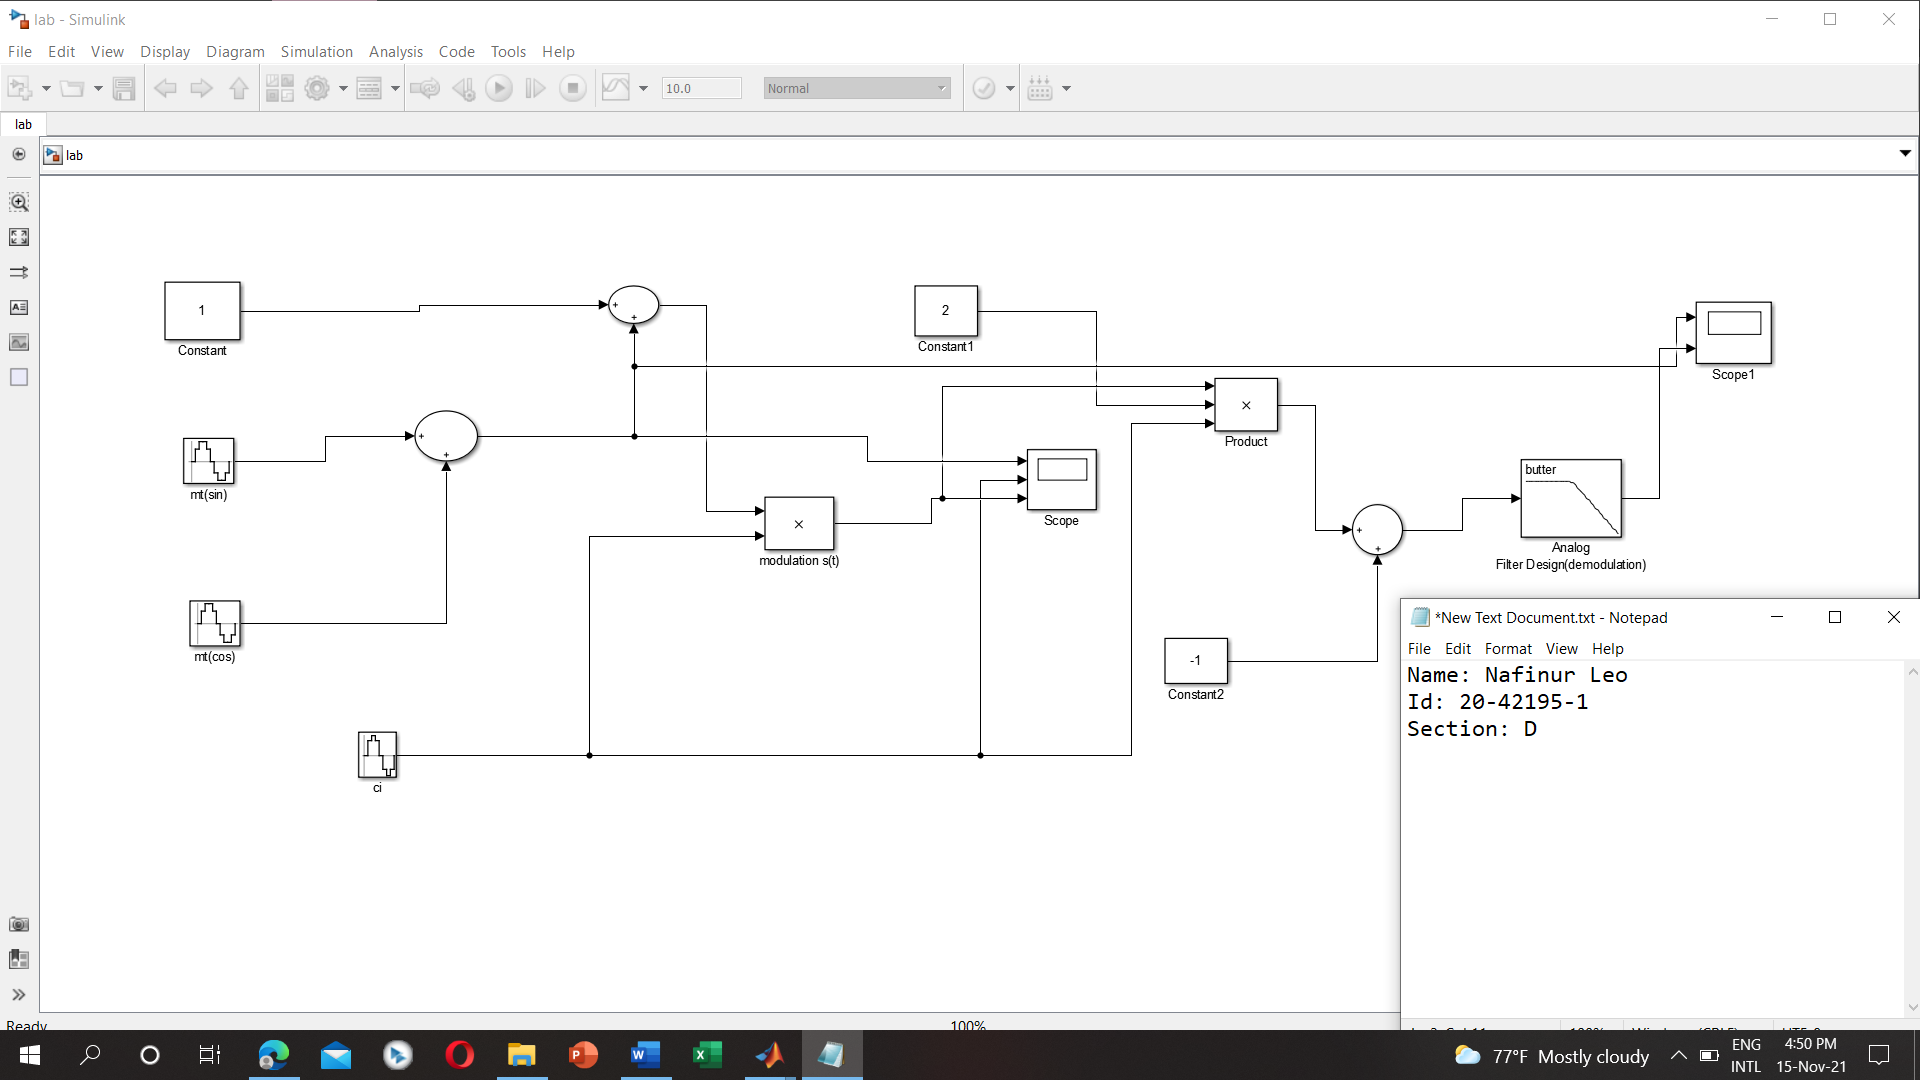 lab - Simulink
File Edit View Display Diagram Simulation Analysis Code Tools Help
10.0 Normal
lab
lab
1
Constant
2
Constant1
Scope1
Product
mt(sin)
Scope
butter
modulation s(t)
Analog
Filter Design(demodulation)
mt(cos)
-1
Constant2
ci
*New Text Document.txt - Notepad
File Edit Format View Help
Name: Nafinur Leo
Id: 20-42195-1
Section: D
Ready
100%
77°F Mostly cloudy
ENG
INTL
4:50 PM
15-Nov-21